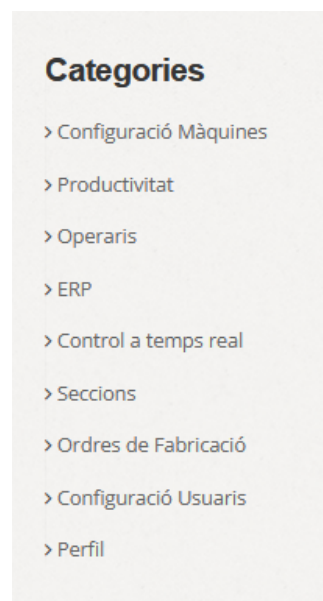 Categories
> Configuració Màquines
> Productivitat
> Operaris
> ERP
> Control a temps real
> Seccions
> Ordres de Fabricació
> Configuració Usuaris
> Perfil